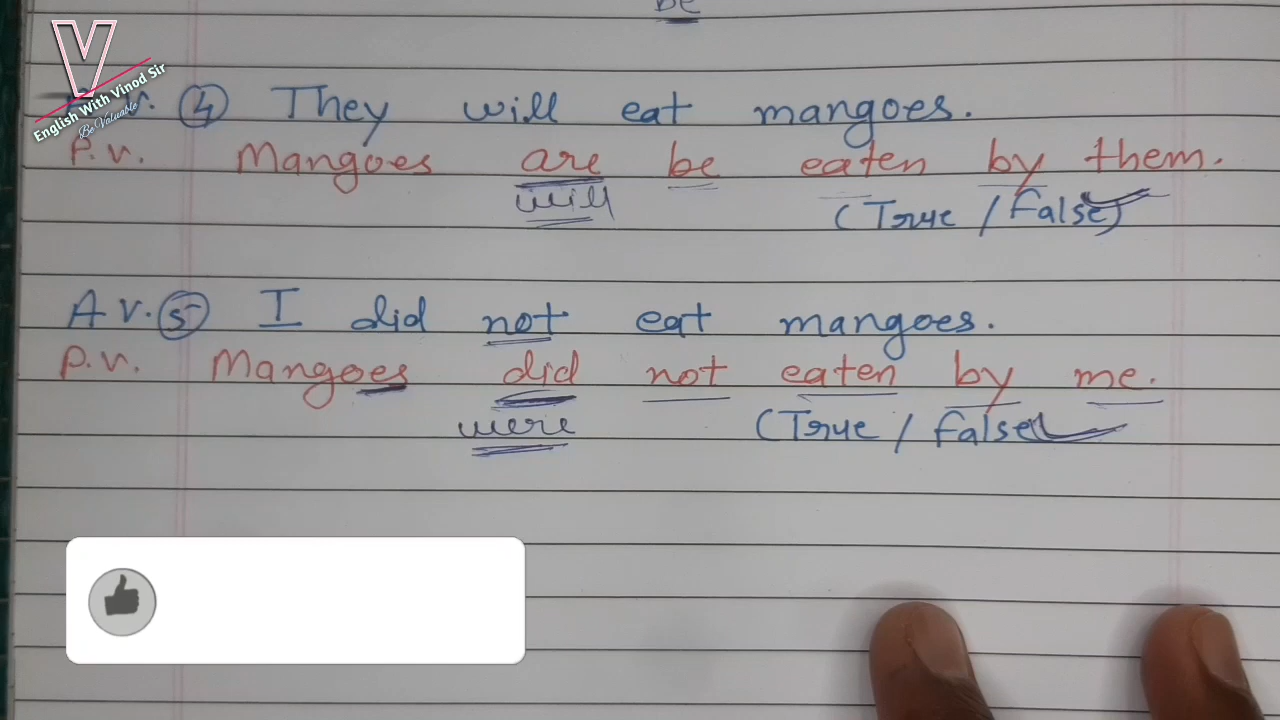 be
V
English With Vinod Sir
Be Valuable
A.V. (4) They will eat mangoes.
P.V. Mangoes are be eaten by them.
will
(True / False)
A V. (5) I did not eat mangoes.
P.V. Mangoes did not eaten by me.
were
(True / False)